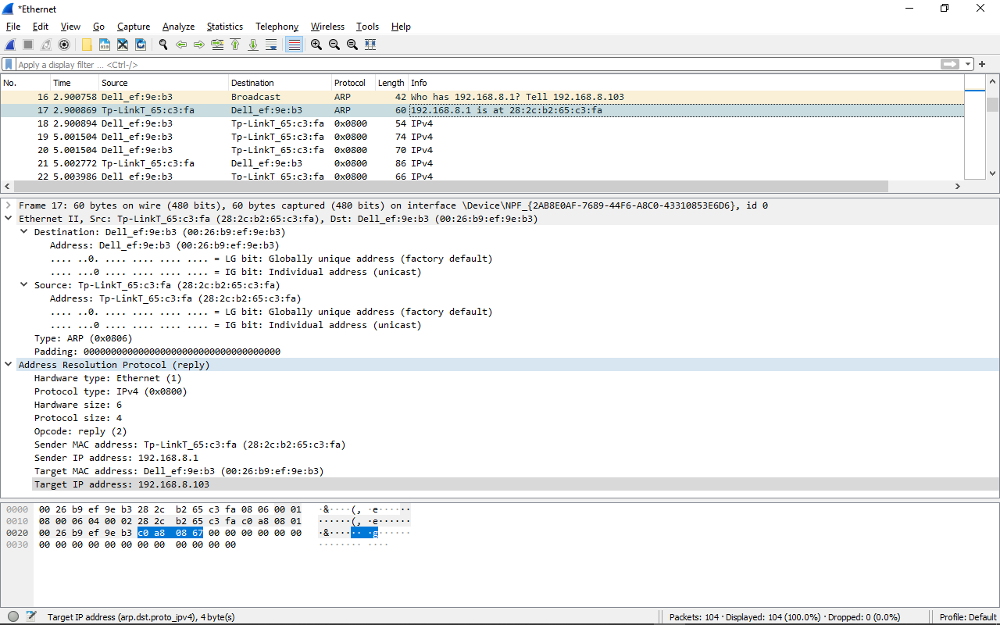 *Ethernet
File Edit View Go Capture Analyze Statistics Telephony Wireless Tools Help
Apply a display filter ... <Ctrl-/>
No. Time Source Destination Protocol Length Info
16 2.900758 Dell_ef:9e:b3 Broadcast ARP 42 Who has 192.168.8.1? Tell 192.168.8.103
17 2.900869 Tp-LinkT_65:c3:fa Dell_ef:9e:b3 ARP 60 192.168.8.1 is at 28:2c:b2:65:c3:fa
18 2.900894 Dell_ef:9e:b3 Tp-LinkT_65:c3:fa 0x0800 54 IPv4
19 5.001504 Dell_ef:9e:b3 Tp-LinkT_65:c3:fa 0x0800 74 IPv4
20 5.001504 Dell_ef:9e:b3 Tp-LinkT_65:c3:fa 0x0800 70 IPv4
21 5.002772 Tp-LinkT_65:c3:fa Dell_ef:9e:b3 0x0800 86 IPv4
22 5.003986 Dell_ef:9e:b3 Tp-LinkT_65:c3:fa 0x0800 66 IPv4
Frame 17: 60 bytes on wire (480 bits), 60 bytes captured (480 bits) on interface \Device\NPF_{2AB8E0AF-7689-44F6-A8C0-43310853E6D6}, id 0
Ethernet II, Src: Tp-LinkT_65:c3:fa (28:2c:b2:65:c3:fa), Dst: Dell_ef:9e:b3 (00:26:b9:ef:9e:b3)
Destination: Dell_ef:9e:b3 (00:26:b9:ef:9e:b3)
Address: Dell_ef:9e:b3 (00:26:b9:ef:9e:b3)
.... ..0. .... .... .... .... = LG bit: Globally unique address (factory default)
.... ...0 .... .... .... .... = IG bit: Individual address (unicast)
Source: Tp-LinkT_65:c3:fa (28:2c:b2:65:c3:fa)
Address: Tp-LinkT_65:c3:fa (28:2c:b2:65:c3:fa)
.... ..0. .... .... .... .... = LG bit: Globally unique address (factory default)
.... ...0 .... .... .... .... = IG bit: Individual address (unicast)
Type: ARP (0x0806)
Padding: 000000000000000000000000000000000000
Address Resolution Protocol (reply)
Hardware type: Ethernet (1)
Protocol type: IPv4 (0x0800)
Hardware size: 6
Protocol size: 4
Opcode: reply (2)
Sender MAC address: Tp-LinkT_65:c3:fa (28:2c:b2:65:c3:fa)
Sender IP address: 192.168.8.1
Target MAC address: Dell_ef:9e:b3 (00:26:b9:ef:9e:b3)
Target IP address: 192.168.8.103
0000 00 26 b9 ef 9e b3 28 2c b2 65 c3 fa 08 06 00 01 ·&····(, ·e······
0010 08 00 06 04 00 02 28 2c b2 65 c3 fa c0 a8 08 01 ······(, ·e······
0020 00 26 b9 ef 9e b3 c0 a8 08 67 00 00 00 00 00 00 ·&······ ·g······
0030 00 00 00 00 00 00 00 00 00 00 00 00 ········ ····
Target IP address (arp.dst.proto_ipv4), 4 byte(s) Packets: 104 · Displayed: 104 (100.0%) · Dropped: 0 (0.0%) Profile: Default